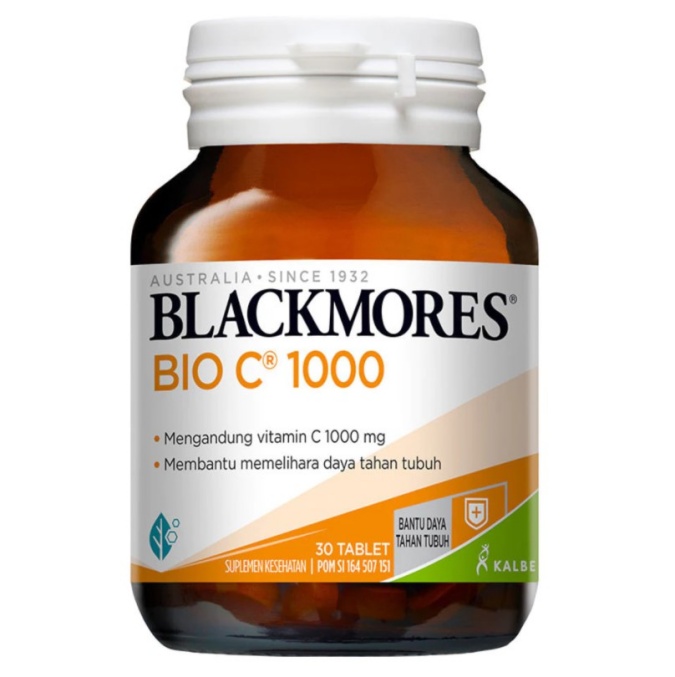 AUSTRALIA • SINCE 1932
BLACKMORES®
BIO C® 1000
• Mengandung vitamin C 1000 mg
• Membantu memelihara daya tahan tubuh
BANTU DAYA
TAHAN TUBUH
30 TABLET
SUPLEMEN KESEHATAN | POM SI 164 507 151
KALBE